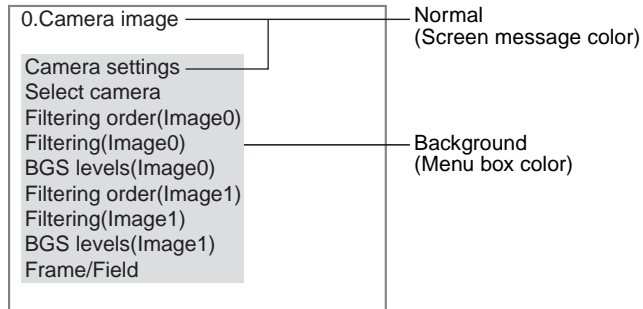 0.Camera image
Normal
(Screen message color)
Camera settings
Select camera
Filtering order(Image0)
Filtering(Image0)
Background
(Menu box color)
BGS levels(Image0)
Filtering order(Image1)
Filtering(Image1)
BGS levels(Image1)
Frame/Field